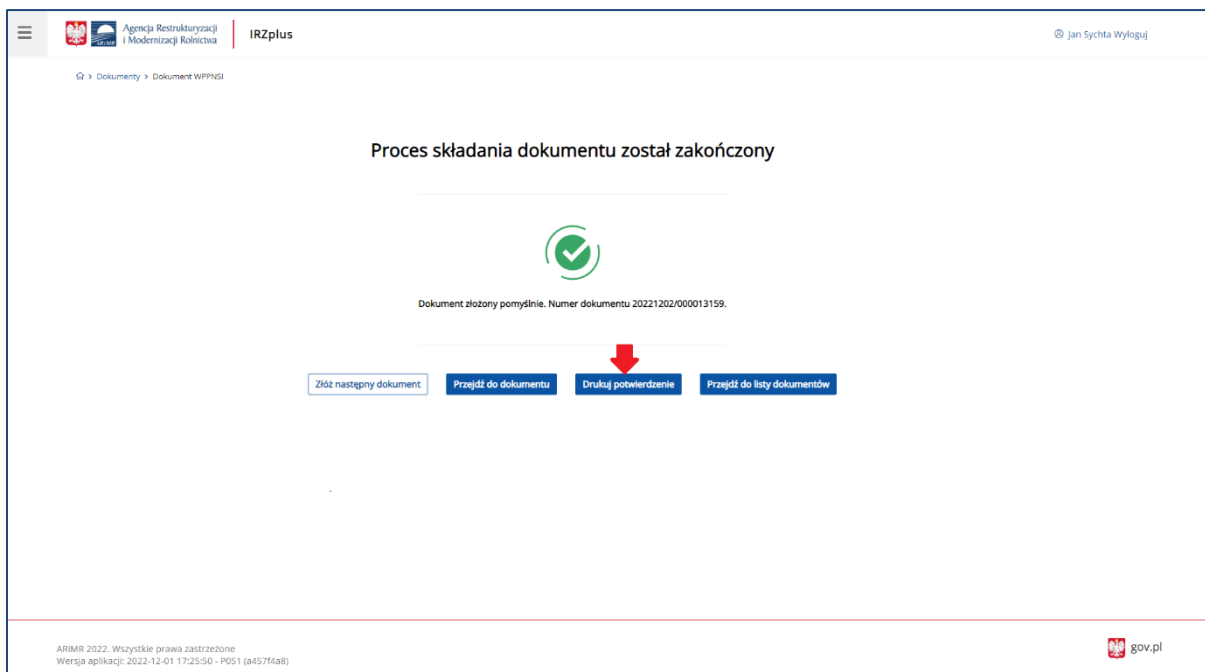 Agencja Restrukturyzacji
i Modernizacji Rolnictwa
IRZplus
Jan Sychta Wyloguj
> Dokumenty > Dokument WPPNSI
Proces składania dokumentu został zakończony
Dokument złożony pomyślnie. Numer dokumentu 20221202/000013159.
Złóż następny dokument
Przejdź do dokumentu
Drukuj potwierdzenie
Przejdź do listy dokumentów
ARiMR 2022. Wszystkie prawa zastrzeżone
Wersja aplikacji: 2022-12-01 17:25:50 - P051 (a457f4a8)
gov.pl